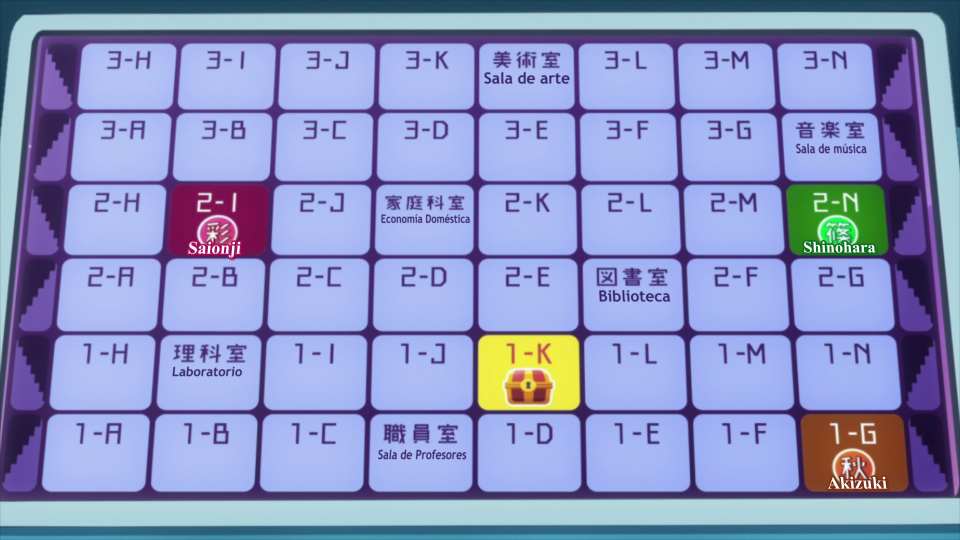 3-H 3-I 3-J 3-K 美術室 3-L 3-M 3-N
Sala de arte
3-A 3-B 3-C 3-D 3-E 3-F 3-G 音楽室
Sala de música
2-H 2-I 2-J 家庭科室 2-K 2-L 2-M 2-N
彩 Economía Doméstica 篠
Saionji Shinohara
2-A 2-B 2-C 2-D 2-E 図書室 2-F 2-G
Biblioteca
1-H 理科室 1-I 1-J 1-K 1-L 1-M 1-N
Laboratorio
1-A 1-B 1-C 職員室 1-D 1-E 1-F 1-G
Sala de Profesores 秋
Akizuki